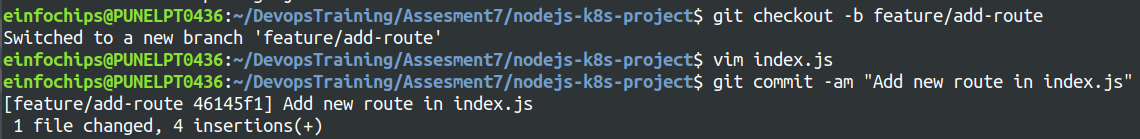 einfochips@PUNELPT0436:~/DevopsTraining/Assesment7/nodejs-k8s-project$ git checkout -b feature/add-route
Switched to a new branch 'feature/add-route'
einfochips@PUNELPT0436:~/DevopsTraining/Assesment7/nodejs-k8s-project$ vim index.js
einfochips@PUNELPT0436:~/DevopsTraining/Assesment7/nodejs-k8s-project$ git commit -am "Add new route in index.js"
[feature/add-route 46145f1] Add new route in index.js
 1 file changed, 4 insertions(+)